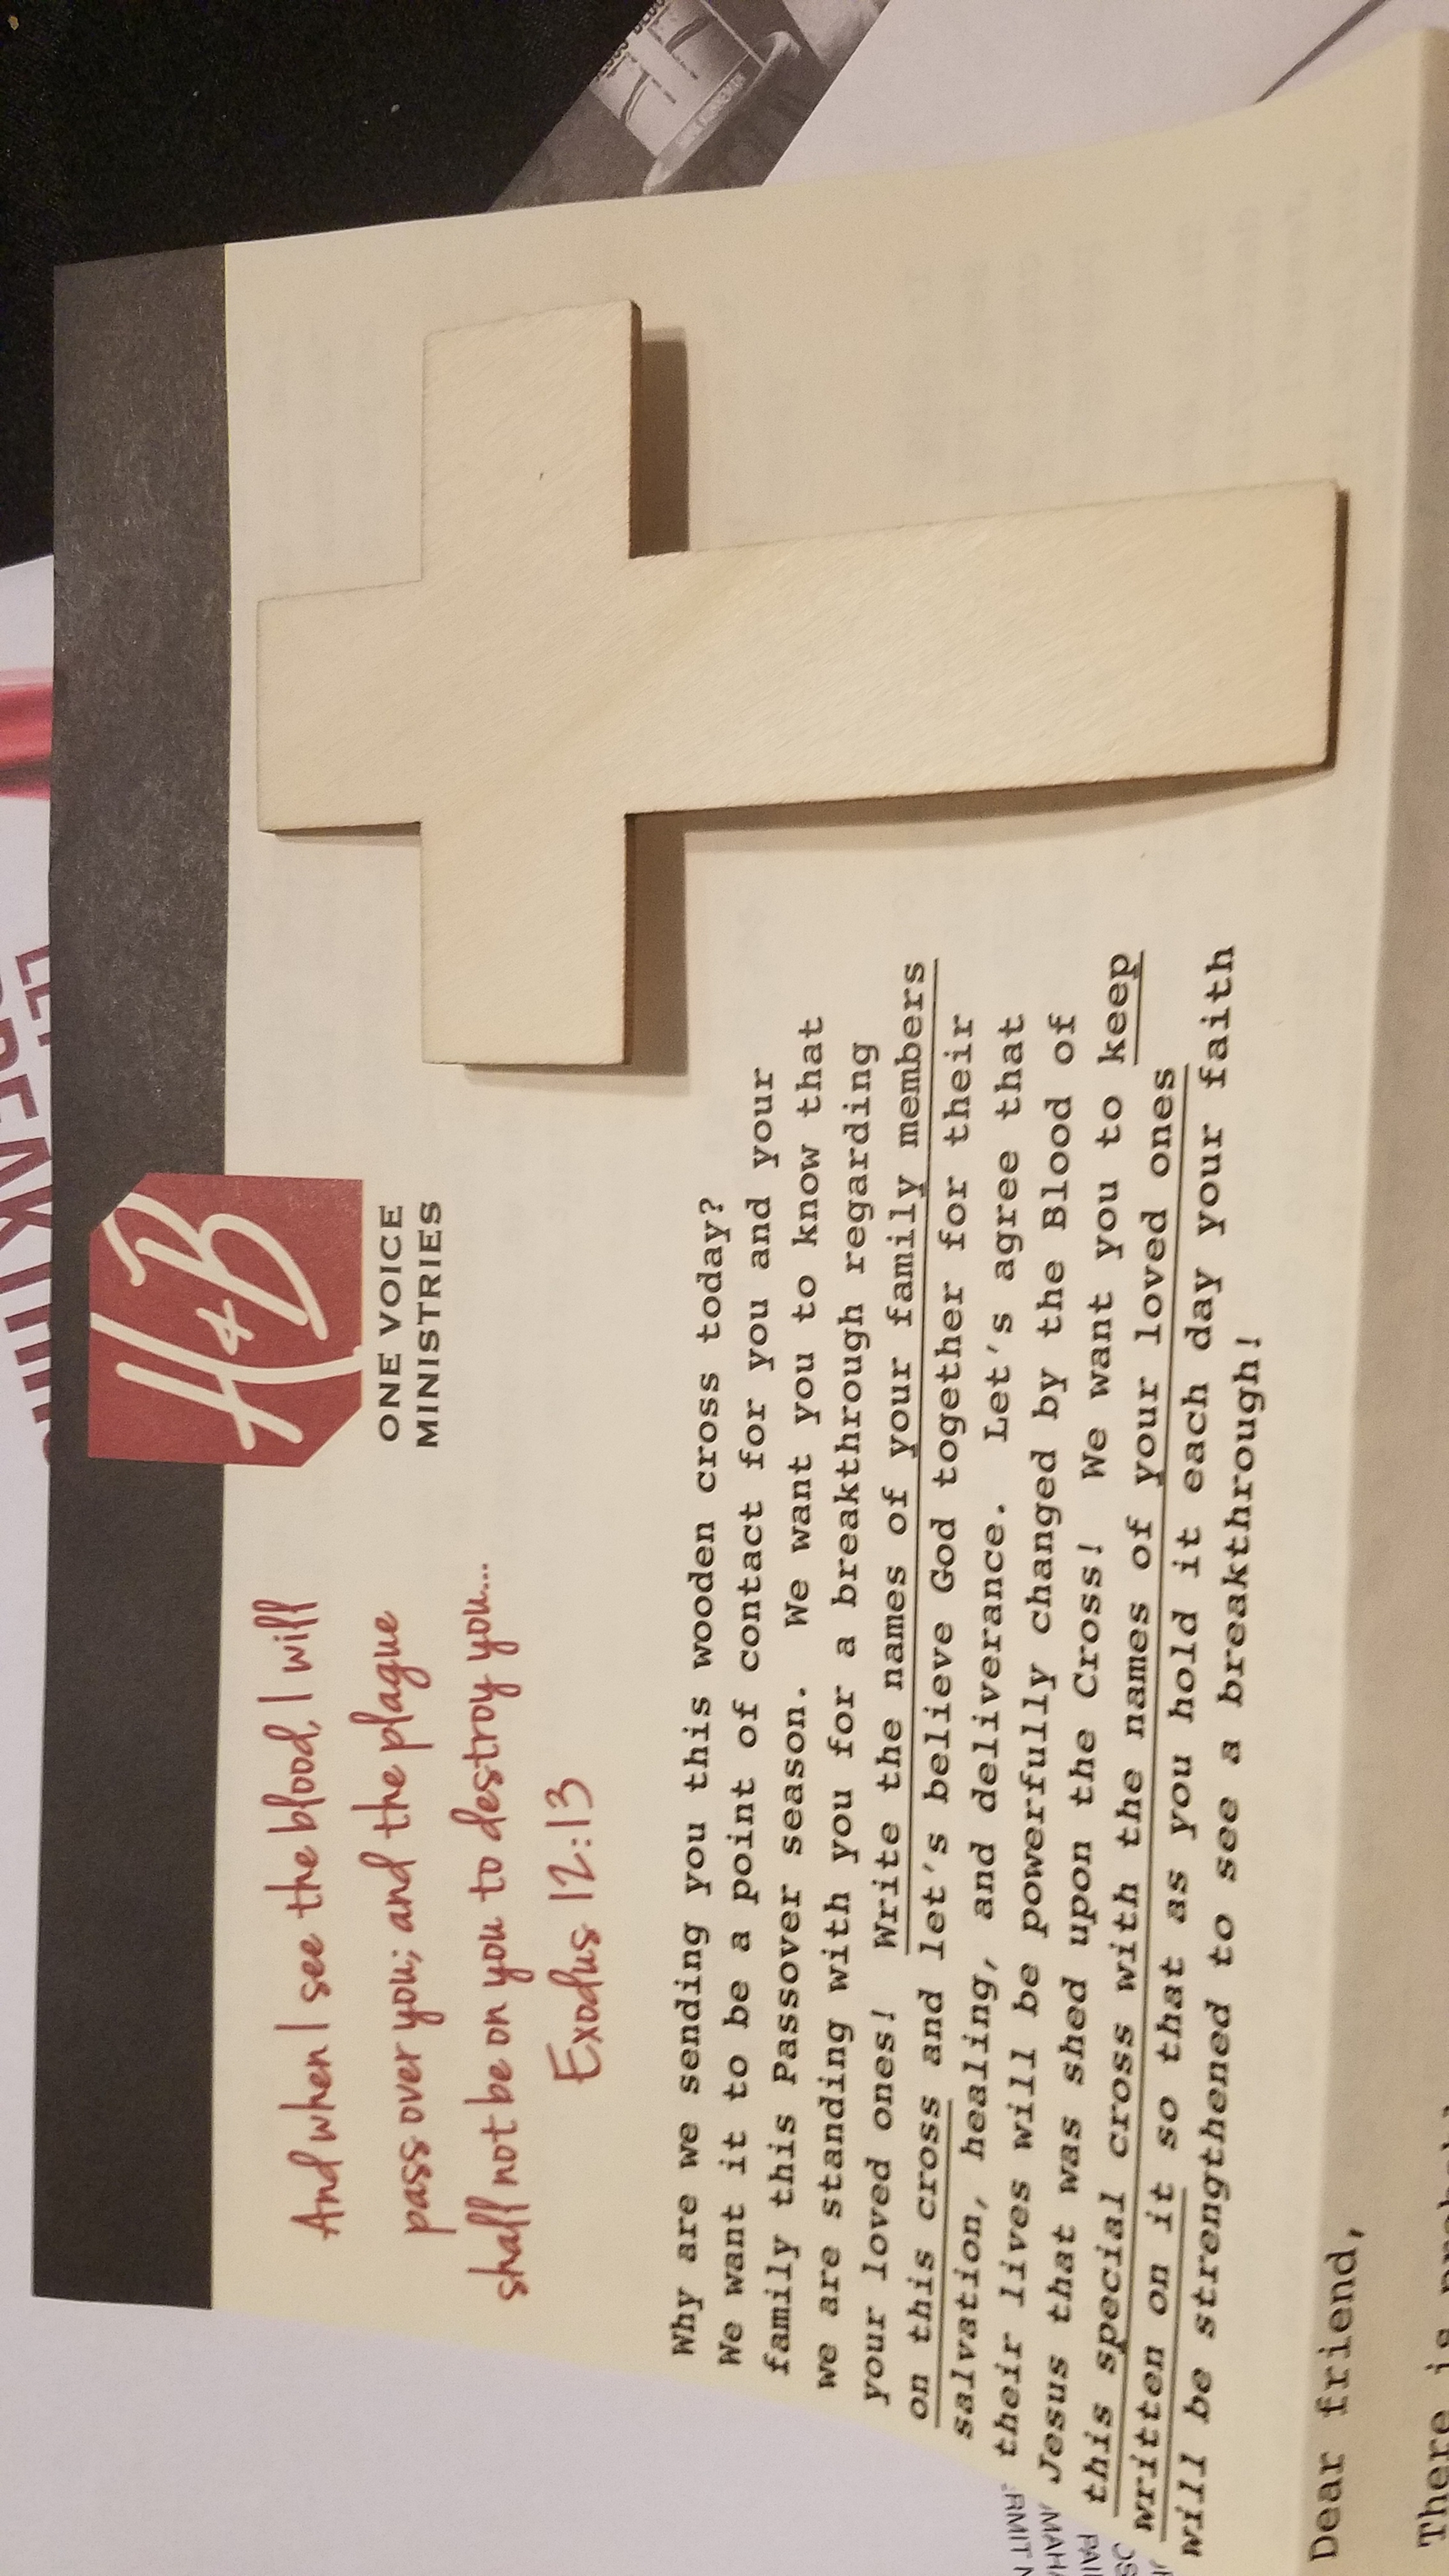 And when I see the blood, I will
pass over you; and the plague
shall not be on you to destroy you...
Exodus 12:13
H&B
ONE VOICE
MINISTRIES
Why are we sending you this wooden cross today?
We want it to be a point of contact for you and your
family this Passover season. We want you to know that
we are standing with you for a breakthrough regarding
your loved ones! Write the names of your family members
on this cross and let's believe God together for their
salvation, healing, and deliverance. Let's agree that
their lives will be powerfully changed by the Blood of
Jesus that was shed upon the Cross! We want you to keep
this special cross with the names of your loved ones
written on it so that as you hold it each day your faith
will be strengthened to see a breakthrough!
Dear friend,
There is